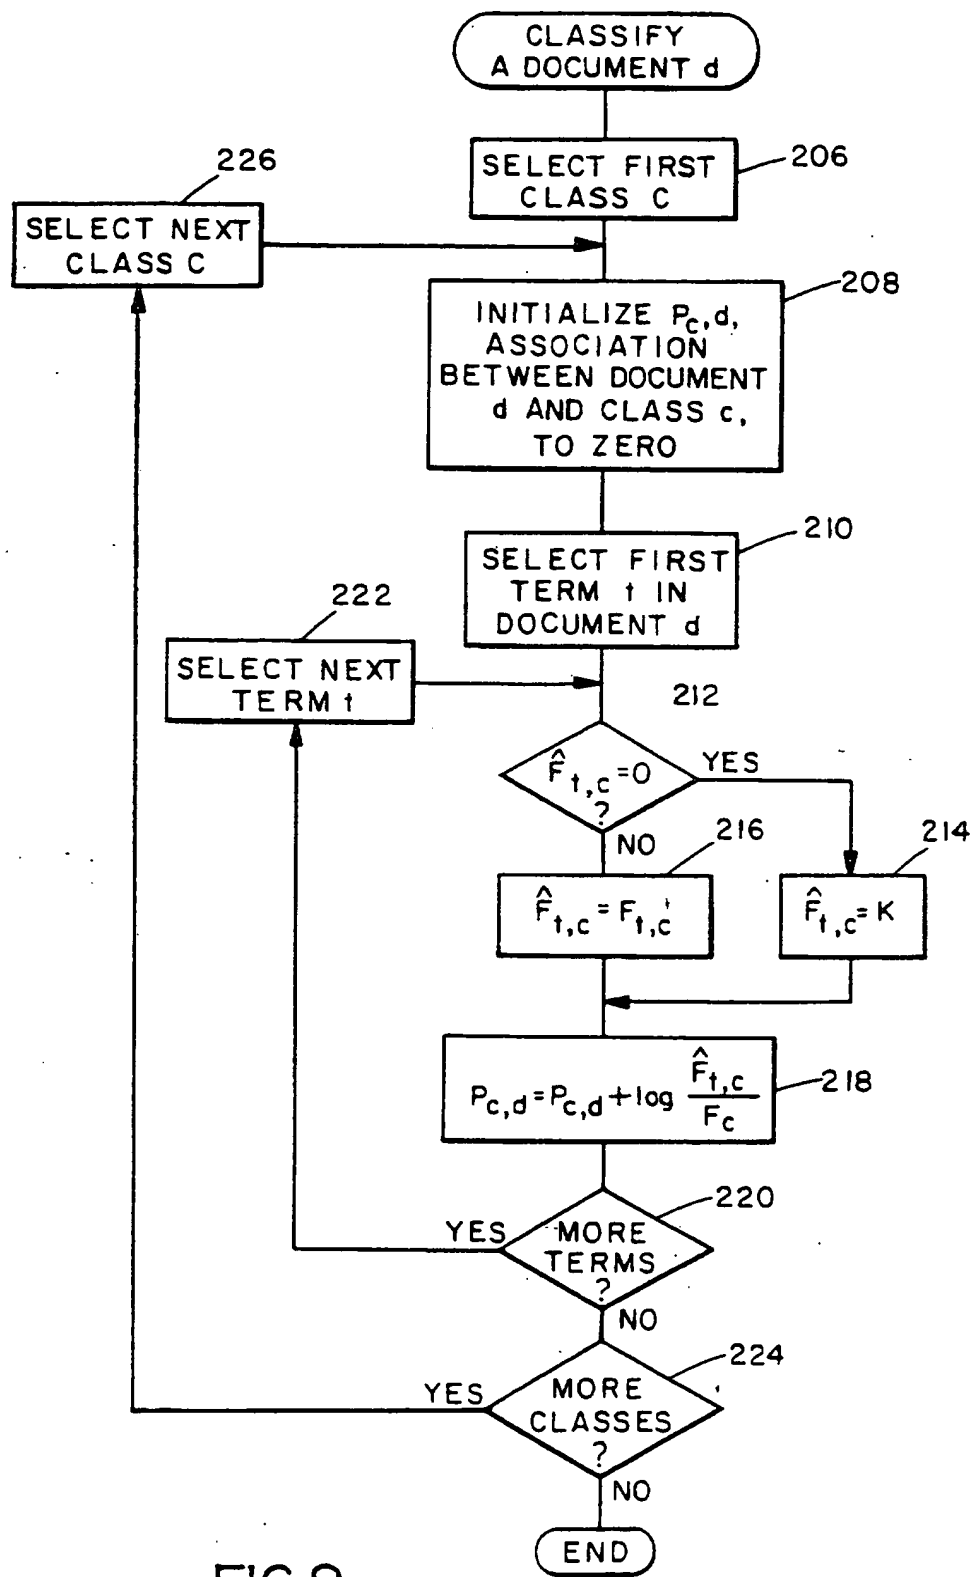 CLASSIFY
A DOCUMENT d
206
SELECT FIRST
CLASS C
226
SELECT NEXT
CLASS C
208
INITIALIZE Pc,d,
ASSOCIATION
BETWEEN DOCUMENT
d AND CLASS c,
TO ZERO
210
SELECT FIRST
TERM t IN
DOCUMENT d
222
SELECT NEXT
TERM t
212
F̂t,c=0
?
YES
NO
216
F̂t,c=Ft,c'
214
F̂t,c=K
218
Pc,d=Pc,d+log F̂t,c/Fc
220
MORE
TERMS
?
YES
NO
224
MORE
CLASSES
?
YES
NO
END